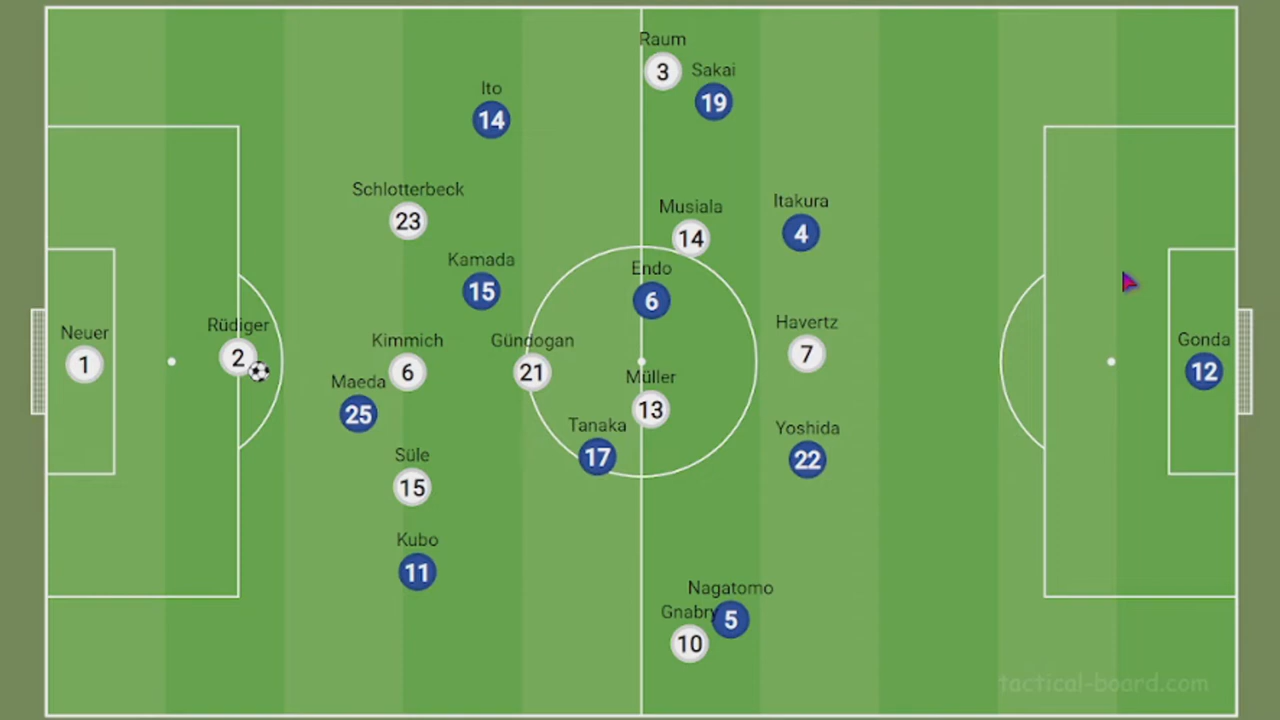 Raum
3
Sakai
19
Ito
14
Schlotterbeck
23
Musiala
14
Itakura
4
Kamada
15
Endo
6
Neuer
1
Rüdiger
2
Kimmich
6
Gündogan
21
Havertz
7
Gonda
12
Maeda
25
Müller
13
Tanaka
17
Yoshida
22
Süle
15
Kubo
11
Nagatomo
5
Gnabry
10
tactical-board.com